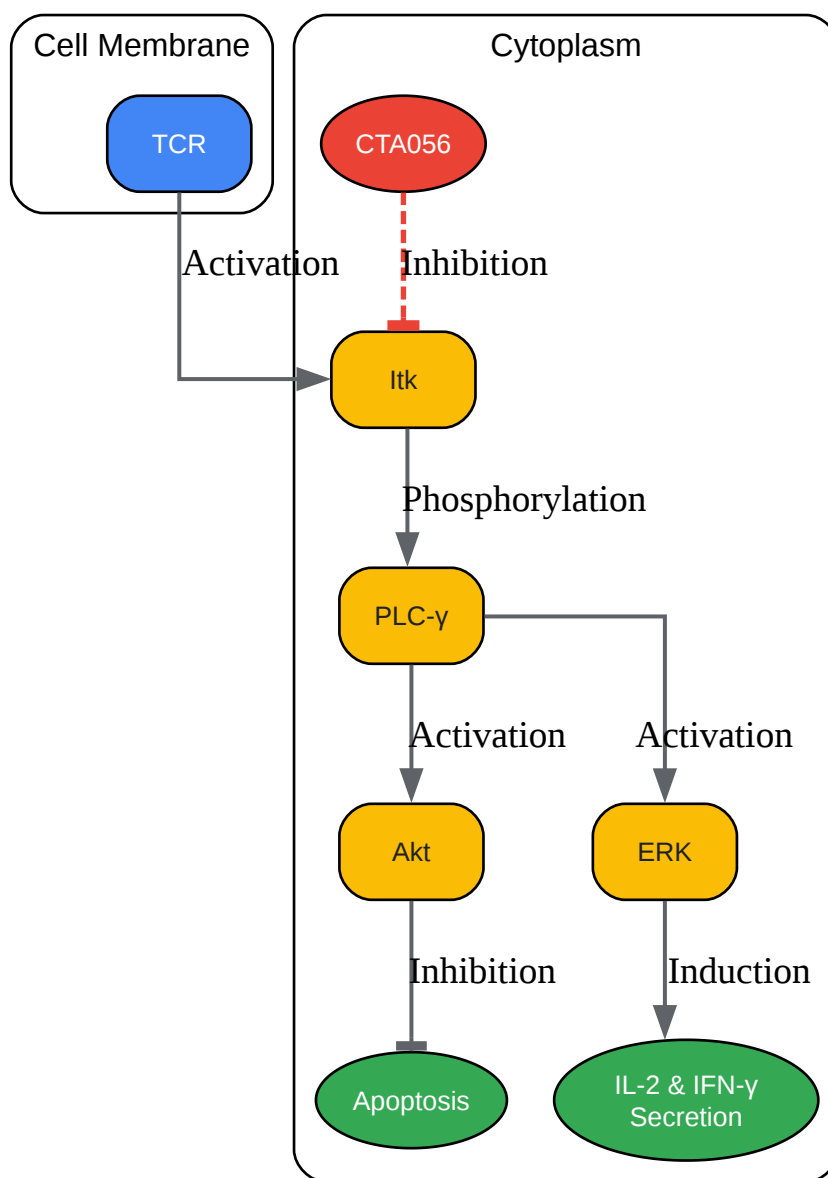 Cell Membrane
Cytoplasm
TCR
CTA056
Activation
Inhibition
Itk
Phosphorylation
PLC-γ
Activation
Activation
Akt
ERK
Inhibition
Induction
Apoptosis
IL-2 & IFN-γ
Secretion